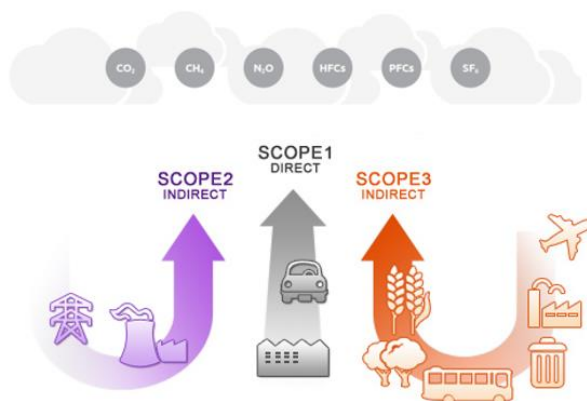 CO₂ CH₄ N₂O HFCs PFCs SF₆
SCOPE1
DIRECT
SCOPE2
INDIRECT
SCOPE3
INDIRECT